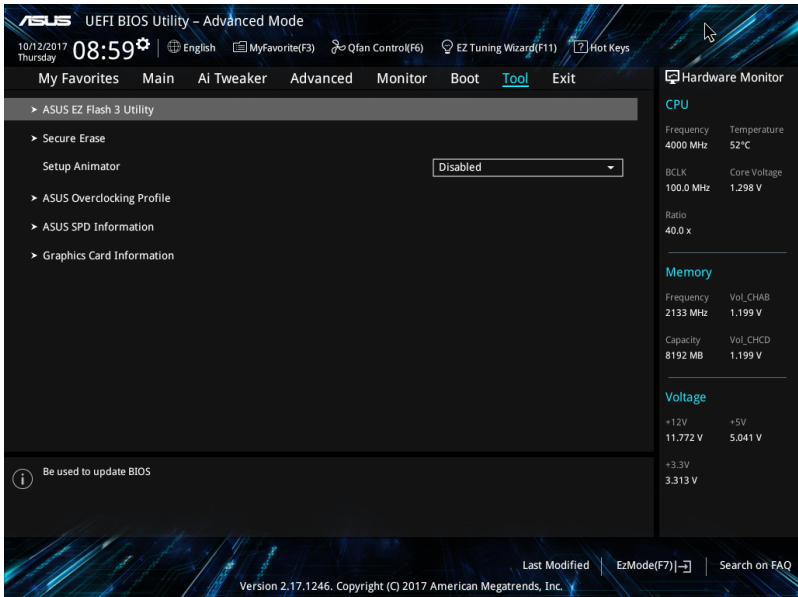 ASUS UEFI BIOS Utility – Advanced Mode
10/12/2017
Thursday
08:59
English
MyFavorite(F3)
Qfan Control(F6)
EZ Tuning Wizard(F11)
? Hot Keys
My Favorites Main Ai Tweaker Advanced Monitor Boot Tool Exit
ASUS EZ Flash 3 Utility
Secure Erase
Setup Animator Disabled
ASUS Overclocking Profile
ASUS SPD Information
Graphics Card Information
i Be used to update BIOS
Hardware Monitor
CPU
Frequency Temperature
4000 MHz 52°C
BCLK Core Voltage
100.0 MHz 1.298 V
Ratio
40.0 x
Memory
Frequency Vol_CHAB
2133 MHz 1.199 V
Capacity Vol_CHCD
8192 MB 1.199 V
Voltage
+12V +5V
11.772 V 5.041 V
+3.3V
3.313 V
Last Modified EzMode(F7) Search on FAQ
Version 2.17.1246. Copyright (C) 2017 American Megatrends, Inc.